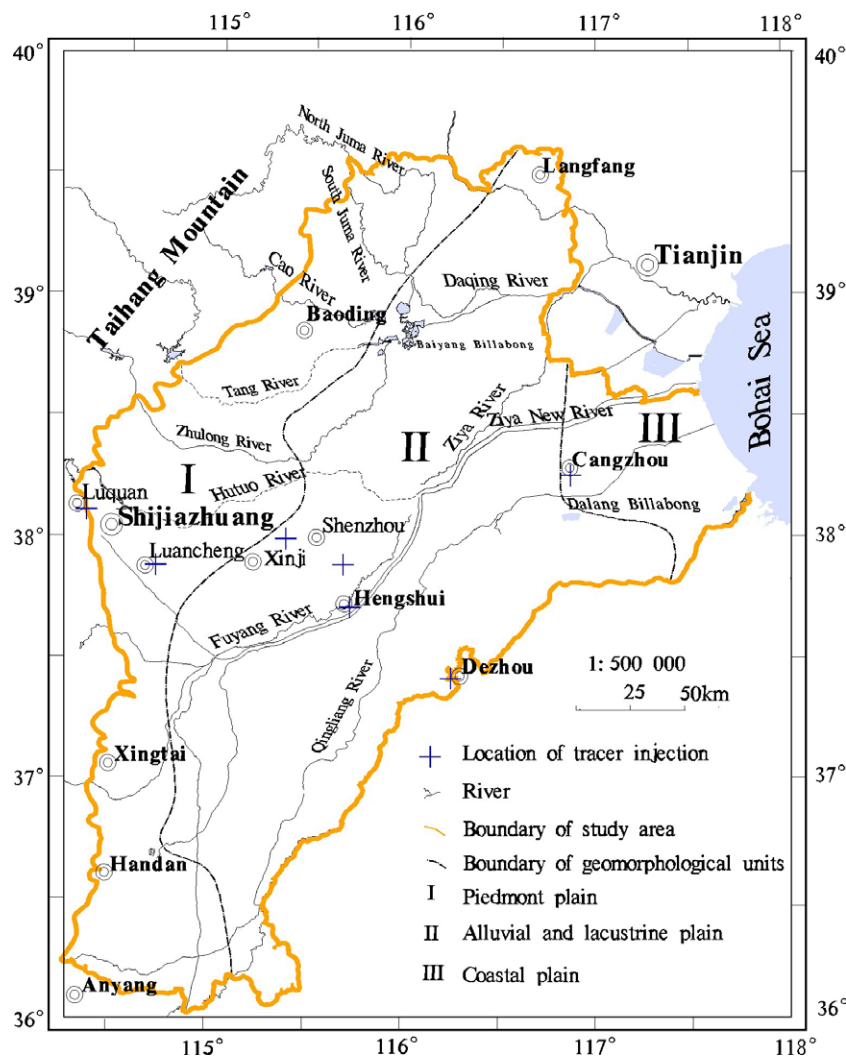 115° 116° 117° 118°
40° 40°
North Juma River
Langfang
South Juma River
Taihang Mountain
Tianjin
Cao River
Daqing River
39° 39°
Baoding
Baiyang Billabong
Bohai Sea
Tang River
Ziya River
Ziya New River
III
Zhulong River
II
I
Cangzhou
Hutuo River
Luquan
Dalang Billabong
38° 38°
Shijiazhuang
Shenzhou
Luancheng
Xinji
Hengshui
Fuyang River
Dezhou
1: 500 000
25 50km
Qingliang River
Location of tracer injection
Xingtai
37° 37°
River
Boundary of study area
Handan
Boundary of geomorphological units
I Piedmont plain
II Alluvial and lacustrine plain
III Coastal plain
Anyang
36° 36°
115° 116° 117° 118°